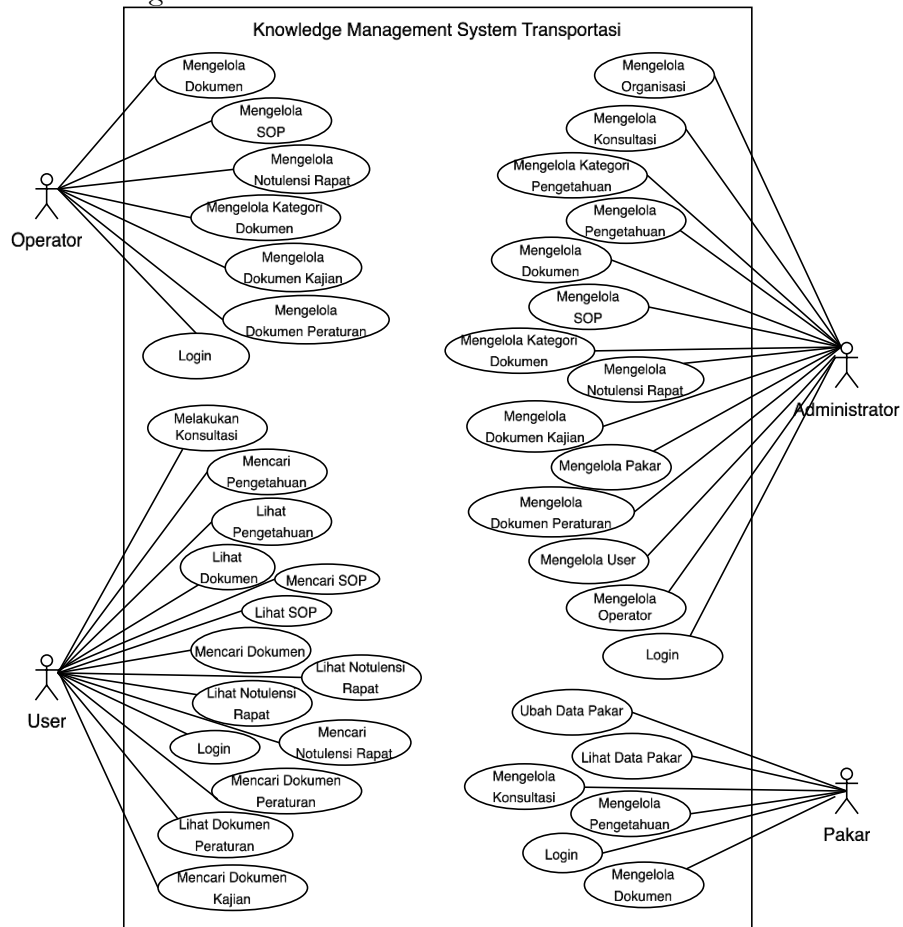 Knowledge Management System Transportasi
Mengelola
Dokumen
Mengelola
SOP
Mengelola
Notulensi Rapat
Mengelola Kategori
Dokumen
Mengelola
Dokumen Kajian
Mengelola
Dokumen Peraturan
Login
Operator
Melakukan
Konsultasi
Mencari
Pengetahuan
Lihat
Pengetahuan
Lihat
Dokumen
Mencari SOP
Lihat SOP
Mencari Dokumen
Lihat Notulensi
Rapat
Lihat Notulensi
Rapat
Mencari
Notulensi Rapat
Login
Mencari Dokumen
Peraturan
Lihat Dokumen
Peraturan
Mencari Dokumen
Kajian
User
Mengelola
Organisasi
Mengelola
Konsultasi
Mengelola Kategori
Pengetahuan
Mengelola
Pengetahuan
Mengelola
Dokumen
Mengelola
SOP
Mengelola Kategori
Dokumen
Mengelola
Notulensi Rapat
Mengelola
Dokumen Kajian
Mengelola Pakar
Mengelola
Dokumen Peraturan
Mengelola User
Mengelola
Operator
Login
Administrator
Ubah Data Pakar
Lihat Data Pakar
Mengelola
Konsultasi
Mengelola
Pengetahuan
Login
Mengelola
Dokumen
Pakar